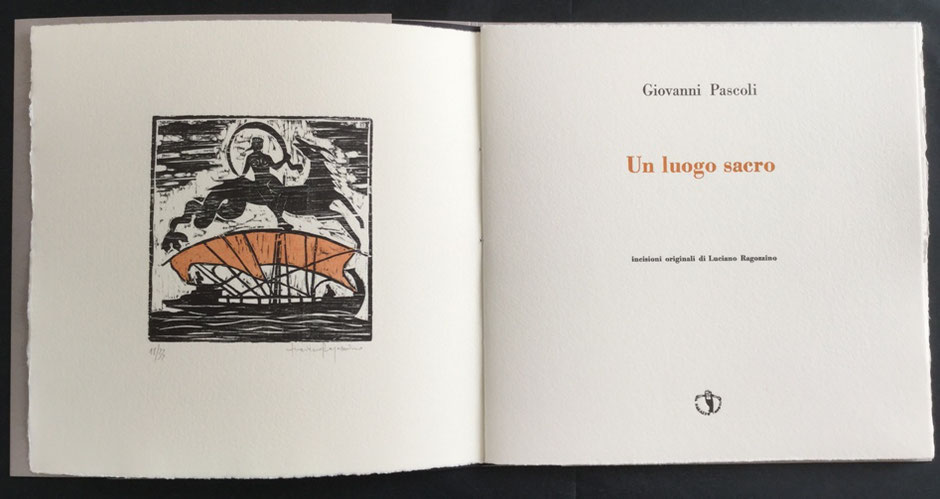 Giovanni Pascoli
Un luogo sacro
incisioni originali di Luciano Ragozzino